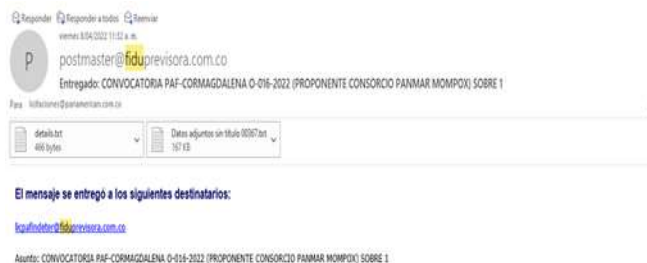 Responder Responder a todos Reenviar
viernes 8/04/2022 11:32 a. m.
P
postmaster@fiduprevisora.com.co
Entregado: CONVOCATORIA PAF-CORMAGDALENA O-016-2022 (PROPONENTE CONSORCIO PANMAR MOMPOX) SOBRE 1
Para licitaciones@panamerican.com.co
details.txt
466 bytes
Datos adjuntos sin título 00367.txt
167 KB
El mensaje se entregó a los siguientes destinatarios:
licpafindeter@fiduprevisora.com.co
Asunto: CONVOCATORIA PAF-CORMAGDALENA O-016-2022 (PROPONENTE CONSORCIO PANMAR MOMPOX) SOBRE 1